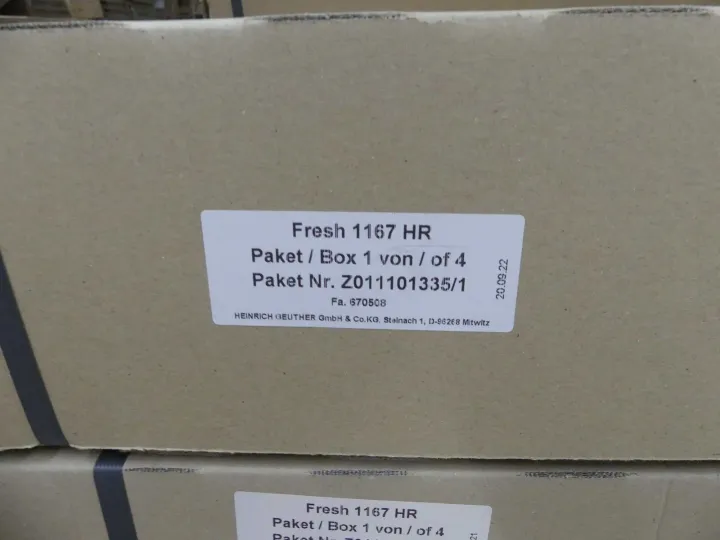 Fresh 1167 HR
Paket / Box 1 von / of 4
Paket Nr. Z011101335/1
Fa. 670508
HEINRICH GEUTHER GmbH & Co.KG. Steinach 1, D-96268 Mitwitz
20.09.22
Fresh 1167 HR
Paket / Box 1 von / of 4